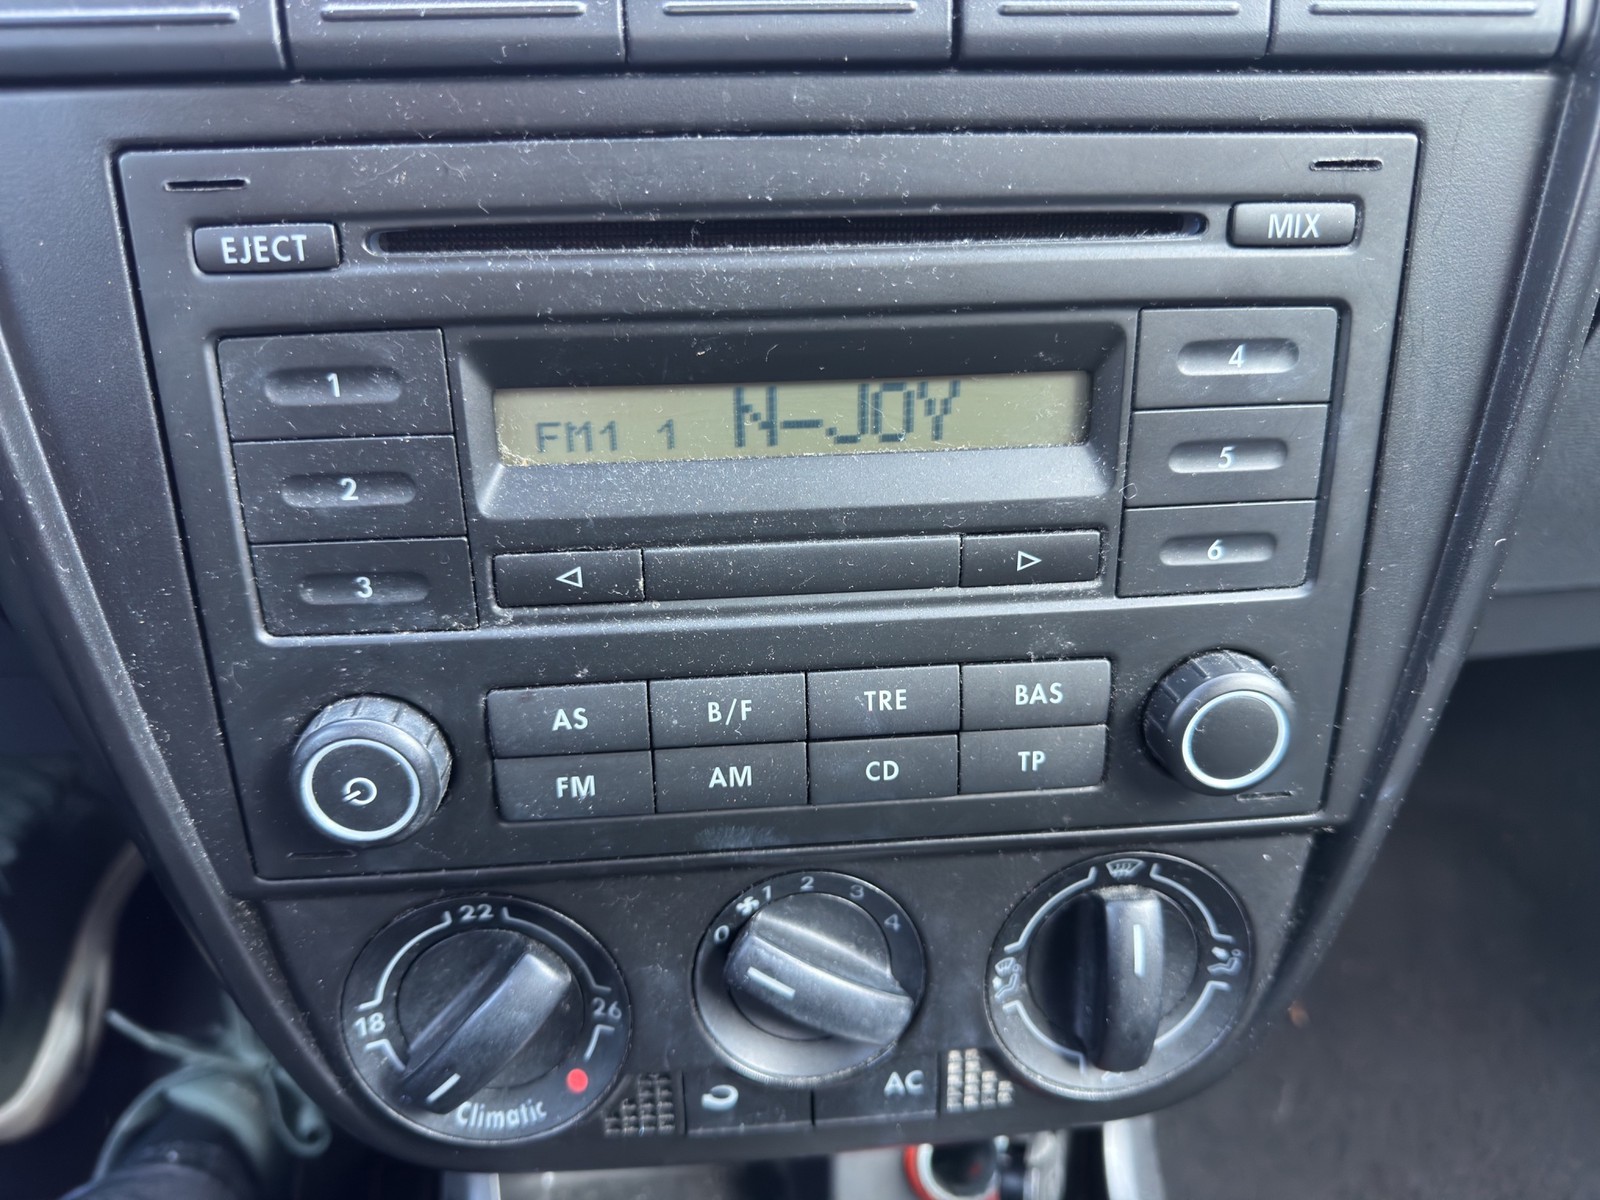 EJECT
MIX
1
4
FM1 1 N-JOY
2
5
3
6
AS B/F TRE BAS
FM AM CD TP
22
18
26
Climatic
0 1 2 3 4
AC